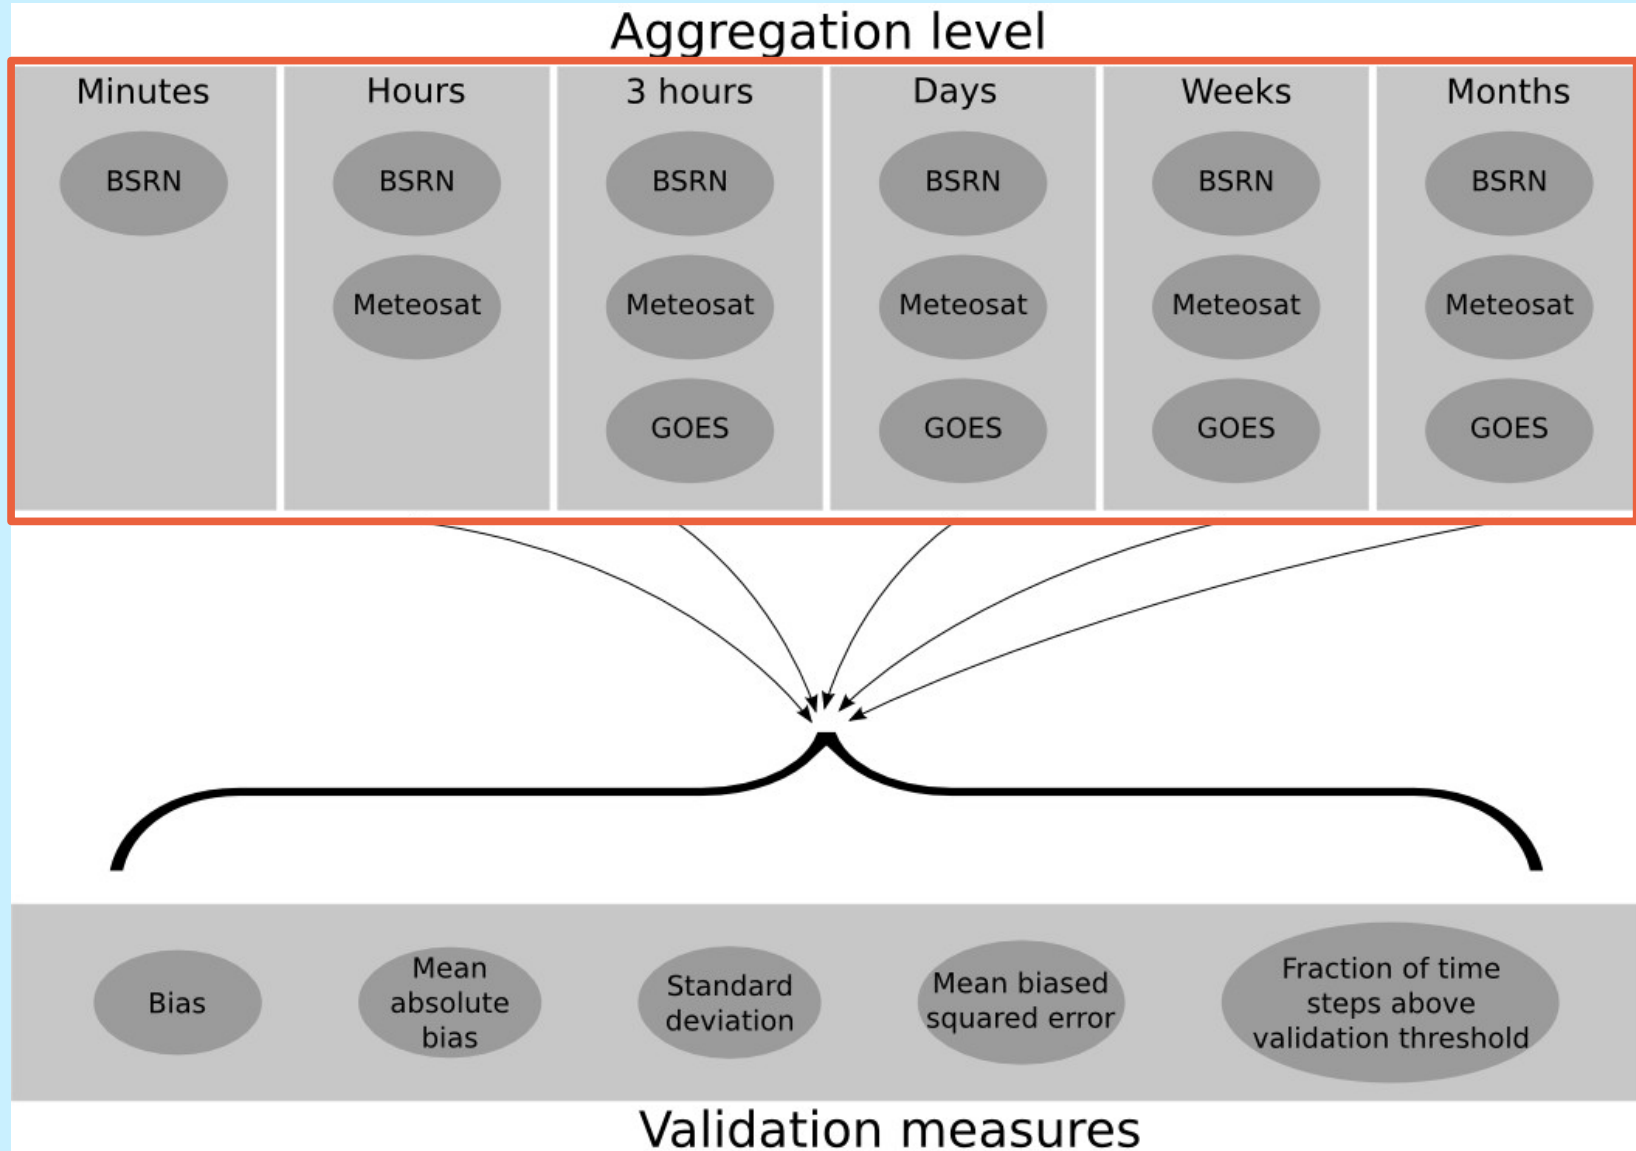 Aggregation level
Minutes
Hours
3 hours
Days
Weeks
Months
BSRN
BSRN
BSRN
BSRN
BSRN
BSRN
Meteosat
Meteosat
Meteosat
Meteosat
Meteosat
GOES
GOES
GOES
GOES
Bias
Mean
absolute
bias
Standard
deviation
Mean biased
squared error
Fraction of time
steps above
validation threshold
Validation measures